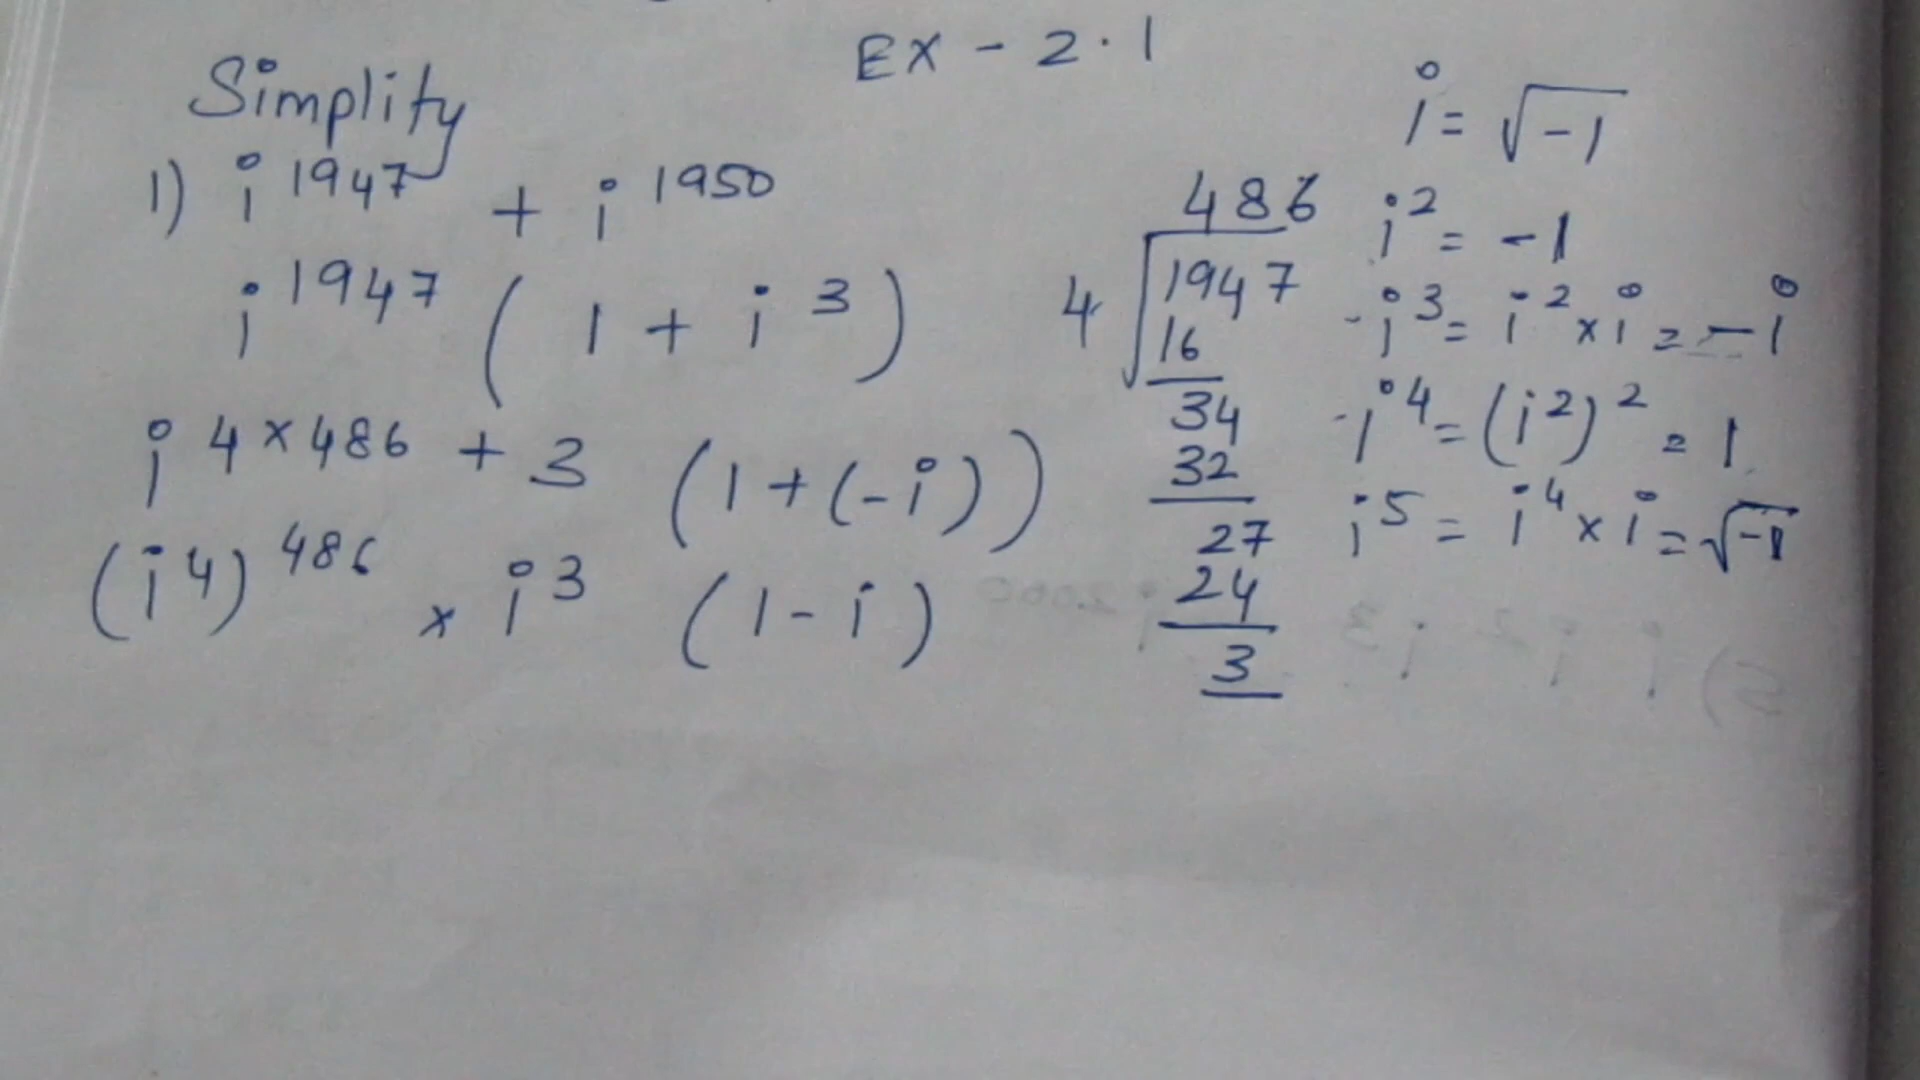 EX - 2.1
Simplity
1) i^1947 + i^1950
i^1947 ( 1 + i^3 )
i^4×486 + 3 (1+(-i))
(i^4)^486 × i^3 (1-i)
486
4 √1947
16
34
32
27
24
3
i = √-1
i^2 = -1
i^3 = i^2 × i = -i
i^4 = (i^2)^2 = 1
i^5 = i^4 × i = √-1